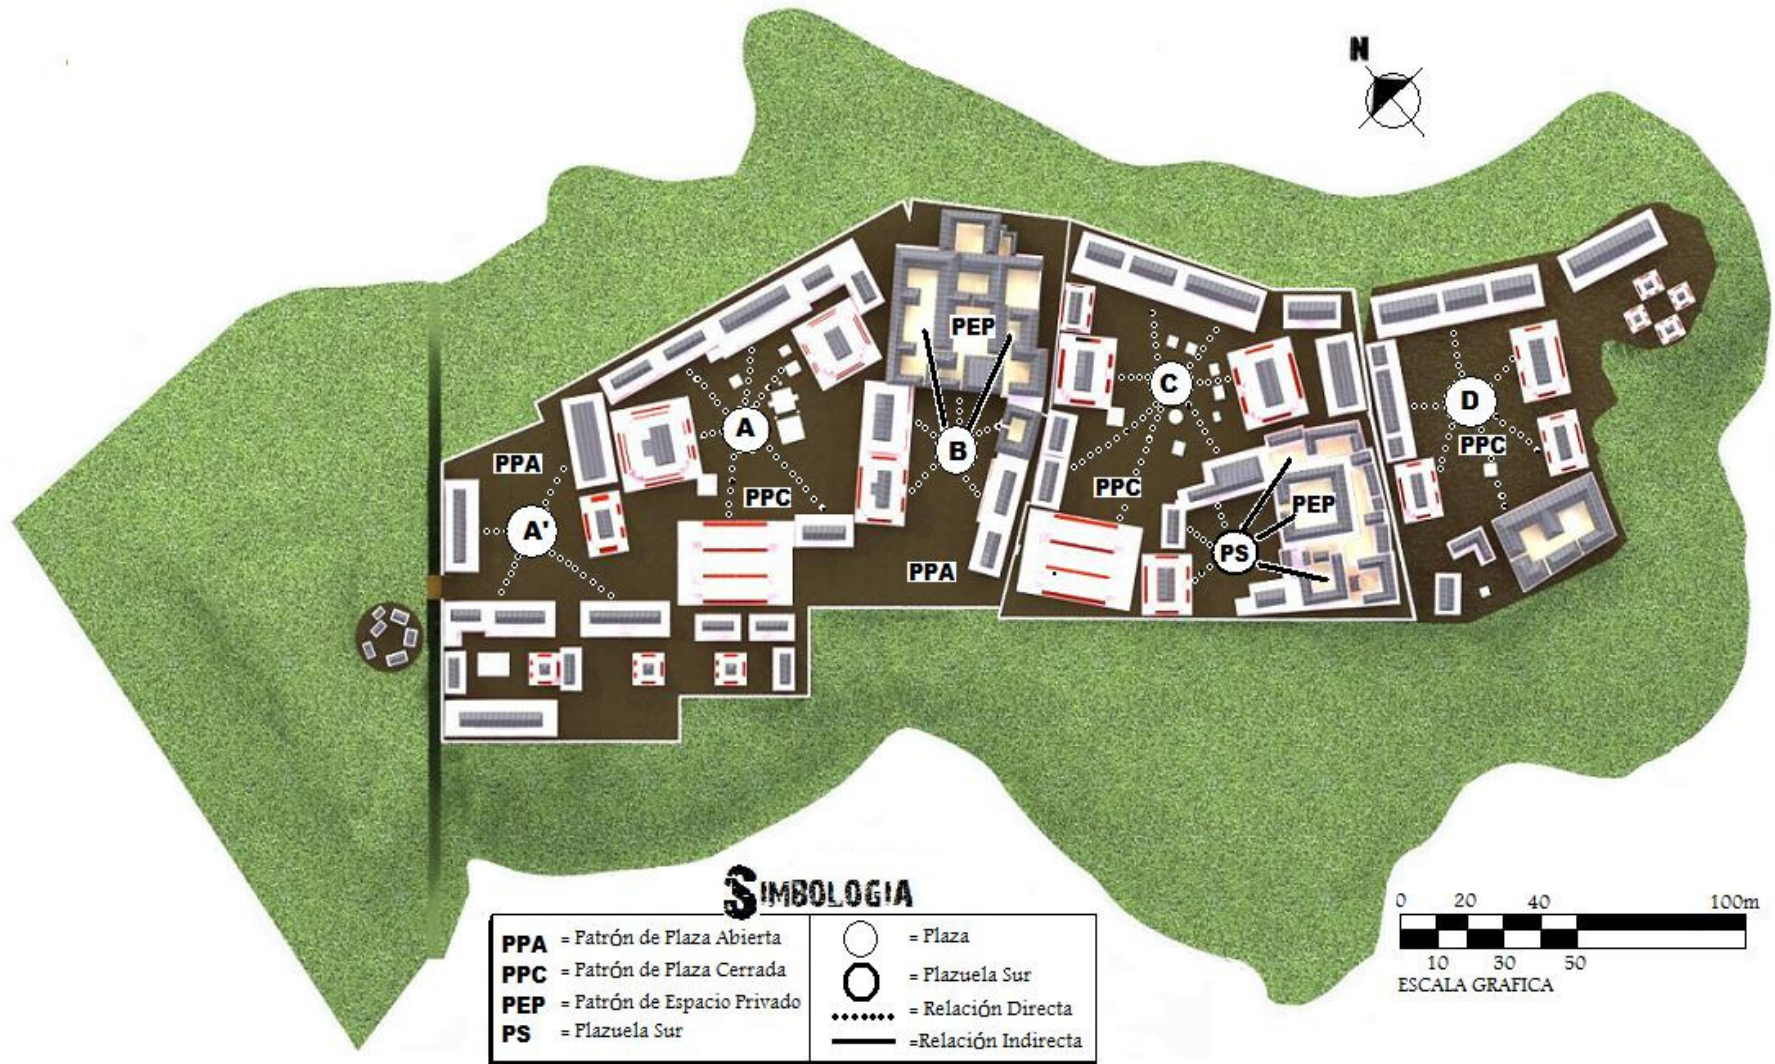 N
PEP
C
D
PPC
PPA
A
B
PPC
PPC
PEP
A'
PS
PPA
SIMBOLOGIA
PPA = Patrón de Plaza Abierta
PPC = Patrón de Plaza Cerrada
PEP = Patrón de Espacio Privado
PS = Plazuela Sur
= Plaza
= Plazuela Sur
= Relación Directa
=Relación Indirecta
0 20 40 100m
10 30 50
ESCALA GRAFICA